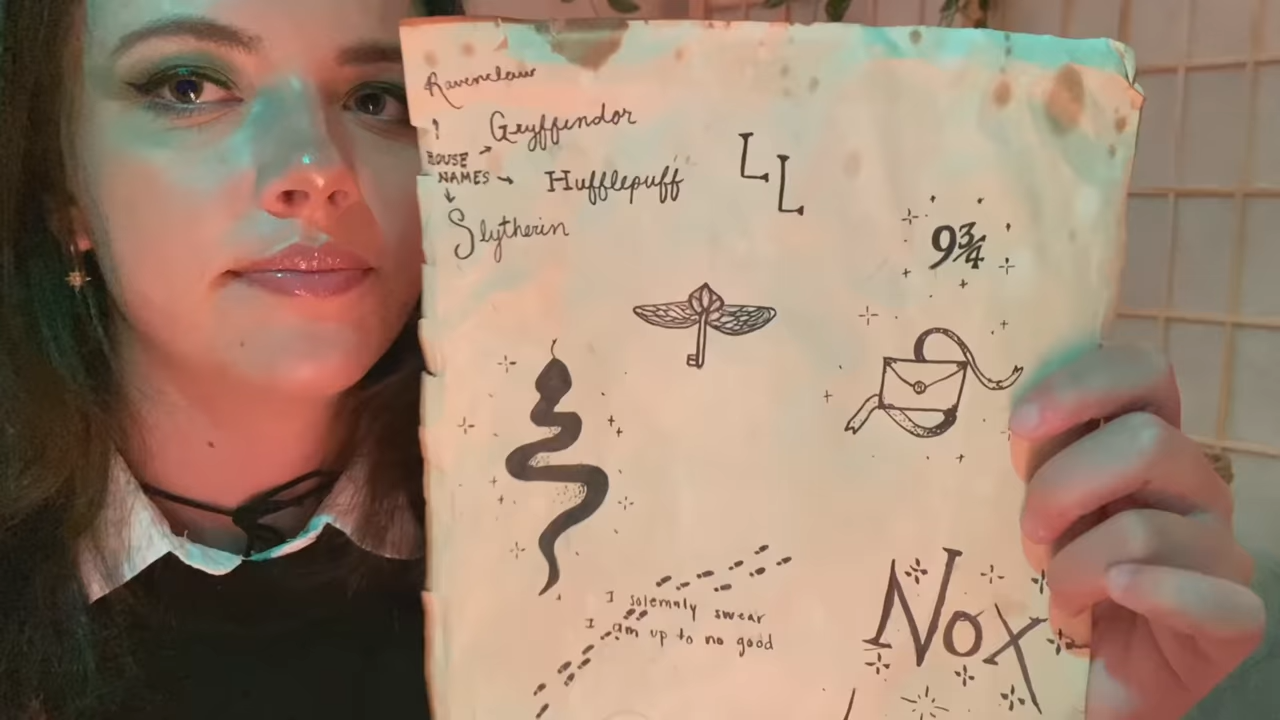 Ravenclaw
Gryffindor
HOUSE
NAMES
Hufflepuff
Slytherin
LL
9¾
I solemnly swear
I am up to no good
Nox